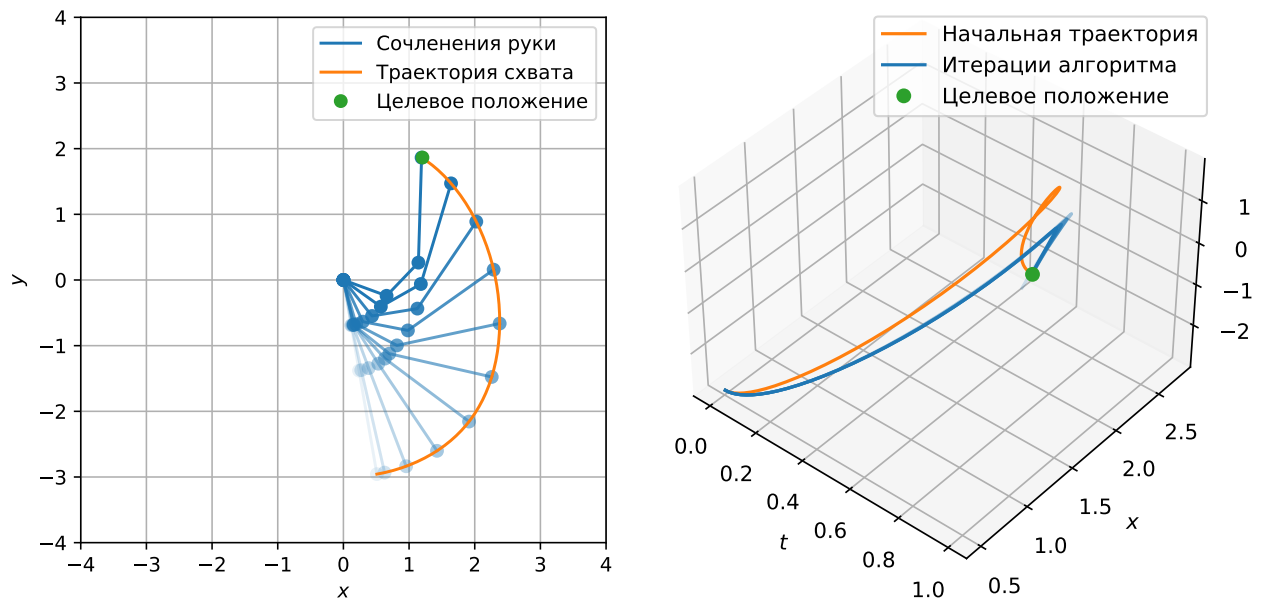 Сочленения руки
Траектория схвата
Целевое положение
4
3
2
1
0
−1
−2
−3
−4
y
−4 −3 −2 −1 0 1 2 3 4
x
Начальная траектория
Итерации алгоритма
Целевое положение
1
0
−1
−2
0.0
0.2
0.4
0.6
0.8
1.0
t
2.5
2.0
1.5
1.0
0.5
x